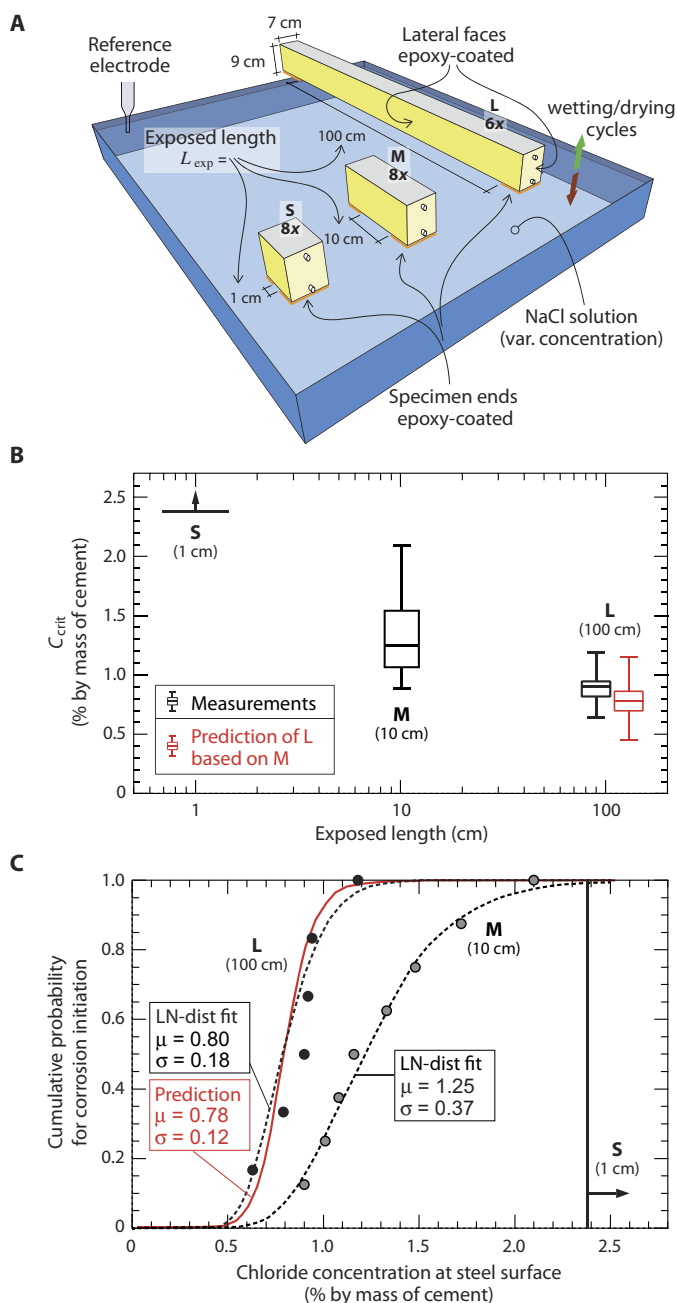 A
7 cm
9 cm
Reference
electrode
Lateral faces
epoxy-coated
L
6x
wetting/drying
cycles
Exposed length
L exp =
100 cm
M
8x
S
8x
10 cm
1 cm
NaCl solution
(var. concentration)
Specimen ends
epoxy-coated
B
Ccrit
(% by mass of cement)
2.5
2.0
1.5
1.0
0.5
0
S
(1 cm)
M
(10 cm)
L
(100 cm)
Measurements
Prediction of L
based on M
1
10
100
Exposed length (cm)
C
Cumulative probability
for corrosion initiation
1.0
0.8
0.6
0.4
0.2
0
L
(100 cm)
M
(10 cm)
LN-dist fit
μ = 0.80
σ = 0.18
Prediction
μ = 0.78
σ = 0.12
LN-dist fit
μ = 1.25
σ = 0.37
S
(1 cm)
0
0.5
1.0
1.5
2.0
2.5
Chloride concentration at steel surface
(% by mass of cement)